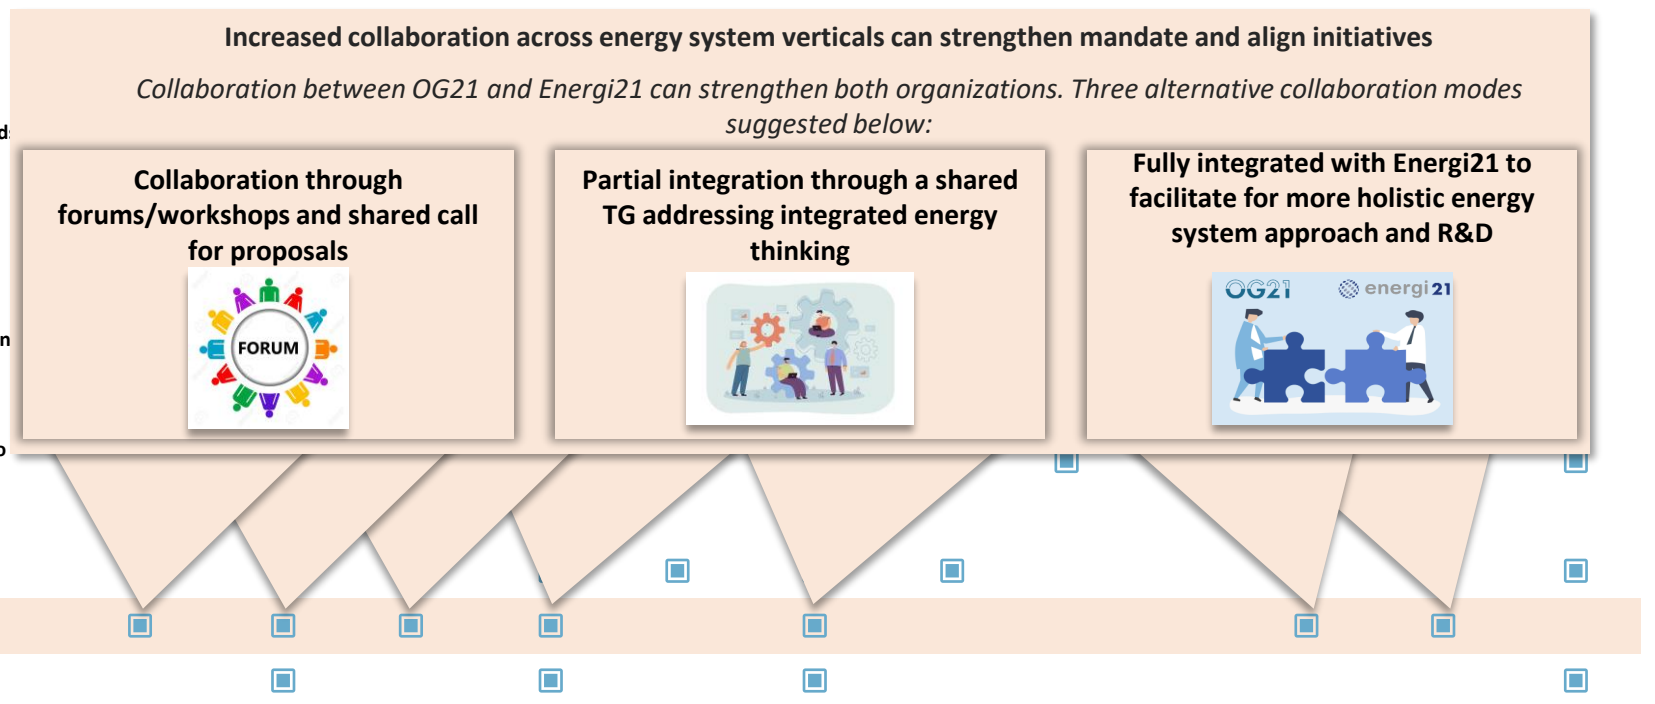 Increased collaboration across energy system verticals can strengthen mandate and align initiatives
Collaboration between OG21 and Energi21 can strengthen both organizations. Three alternative collaboration modes
suggested below:
Collaboration through
forums/workshops and shared call
for proposals
FORUM
Partial integration through a shared
TG addressing integrated energy
thinking
Fully integrated with Energi21 to
facilitate for more holistic energy
system approach and R&D
OG21 energi21